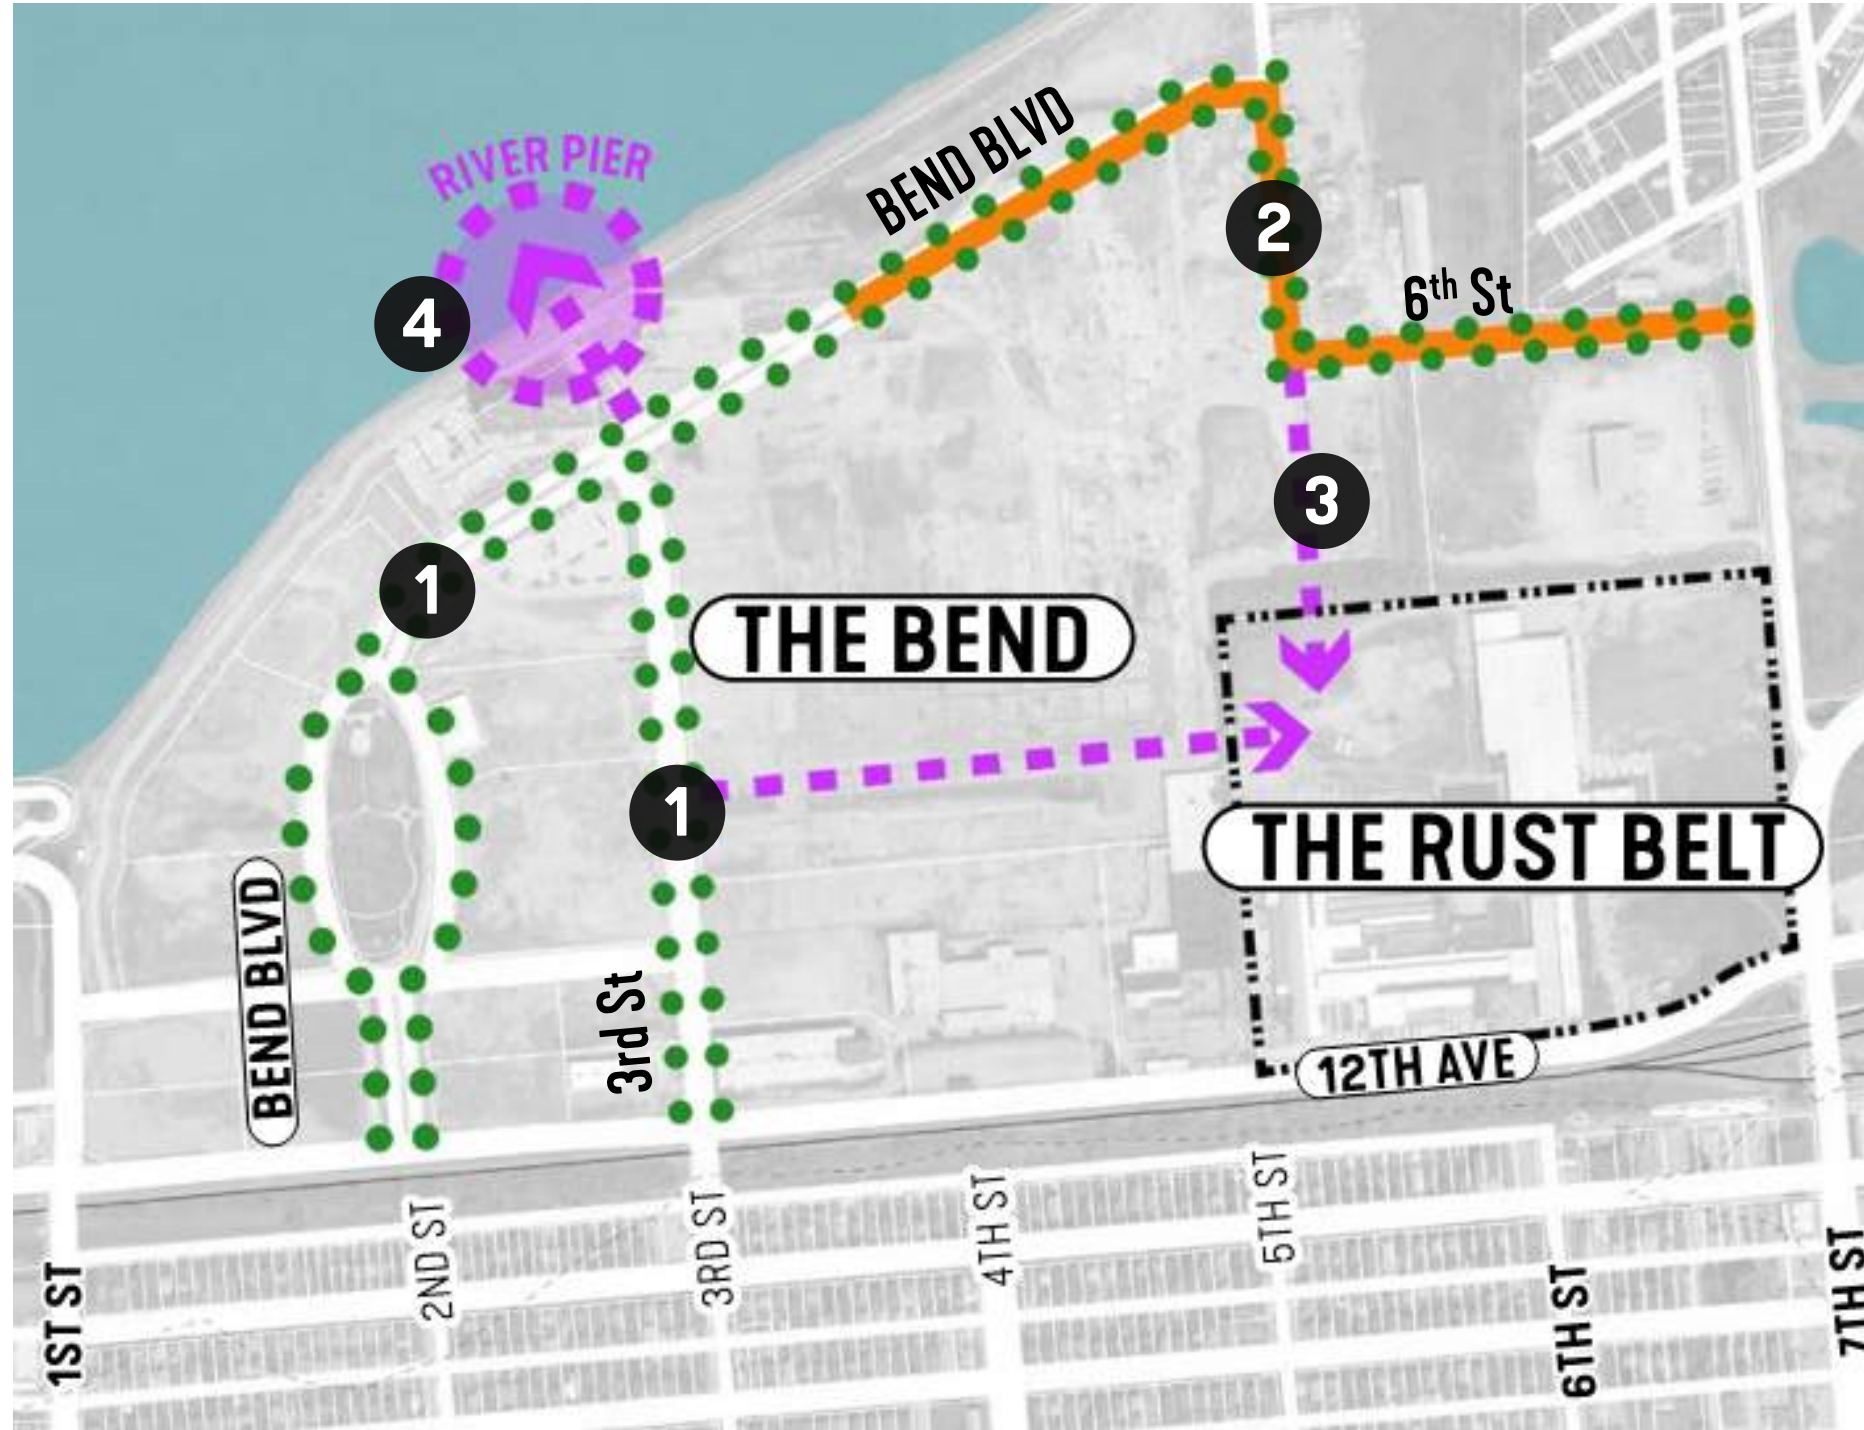 RIVER PIER
BEND BLVD
2
6th St
4
3
1
THE BEND
1
THE RUST BELT
BEND BLVD
3rd St
12TH AVE
1ST ST
2ND ST
3RD ST
4TH ST
5TH ST
6TH ST
7TH ST